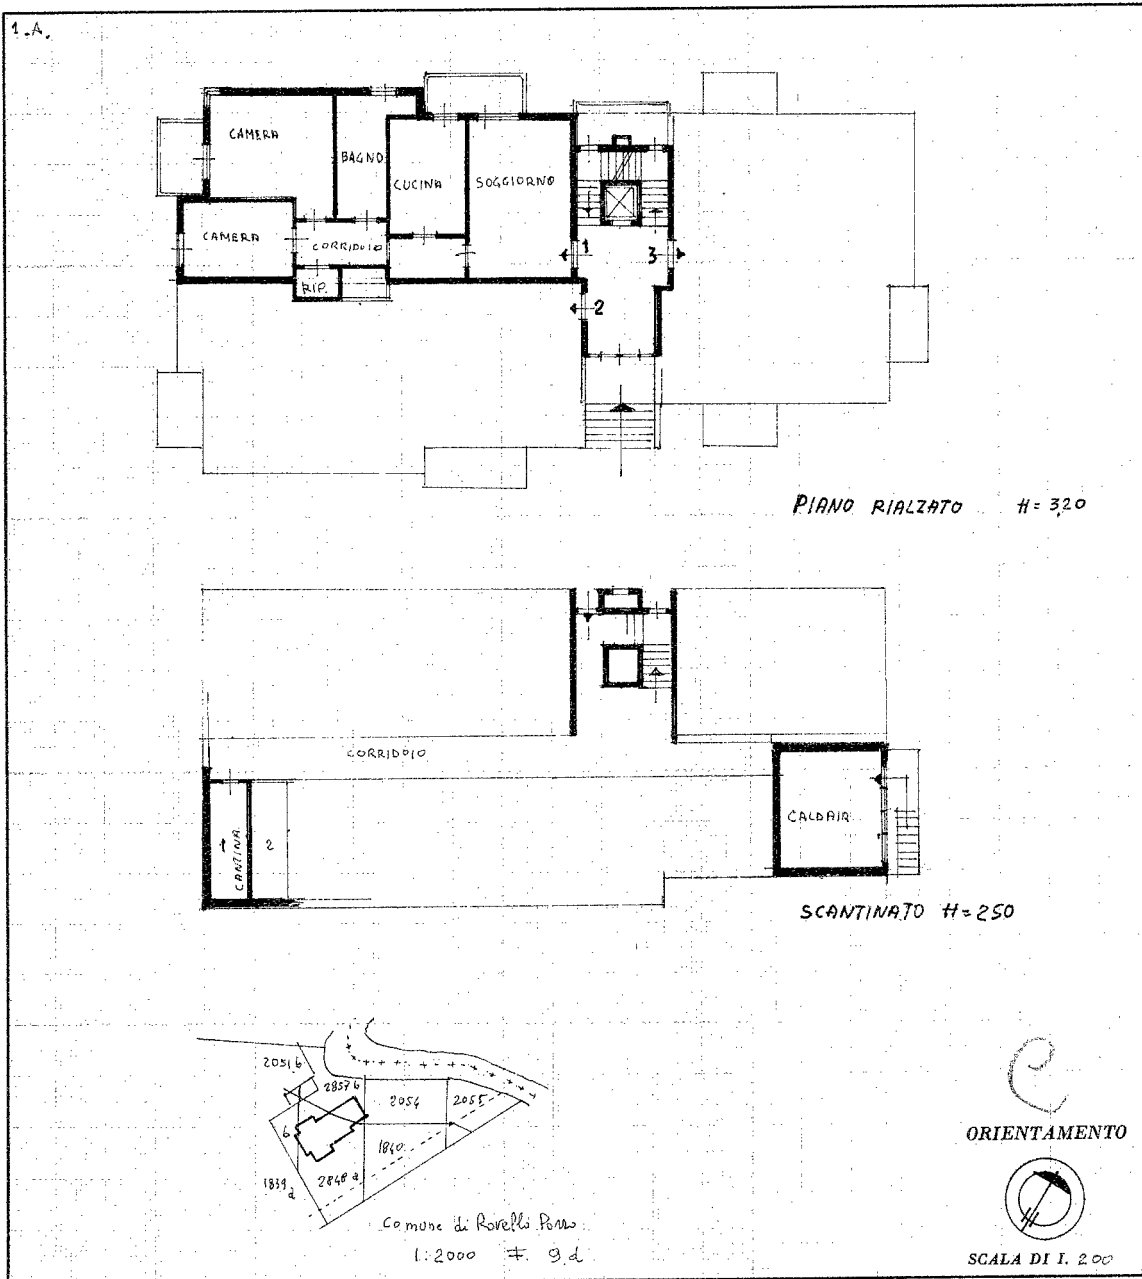 1.A.
CAMERA
BAGNO
CUCINA
SOGGIORNO
CAMERA
CORRIDOIO
RIP.
1
3
2
PIANO RIALZATO H= 3,20
CORRIDOIO
1
CANTINA
2
CALDAIA
SCANTINATO H= 250
2051 b
2857 b
2054
2055
6
1840
1839 d
2848 a
Comune di Rovello Porro
1:2000 F. 9.d
C
ORIENTAMENTO
SCALA DI 1. 200